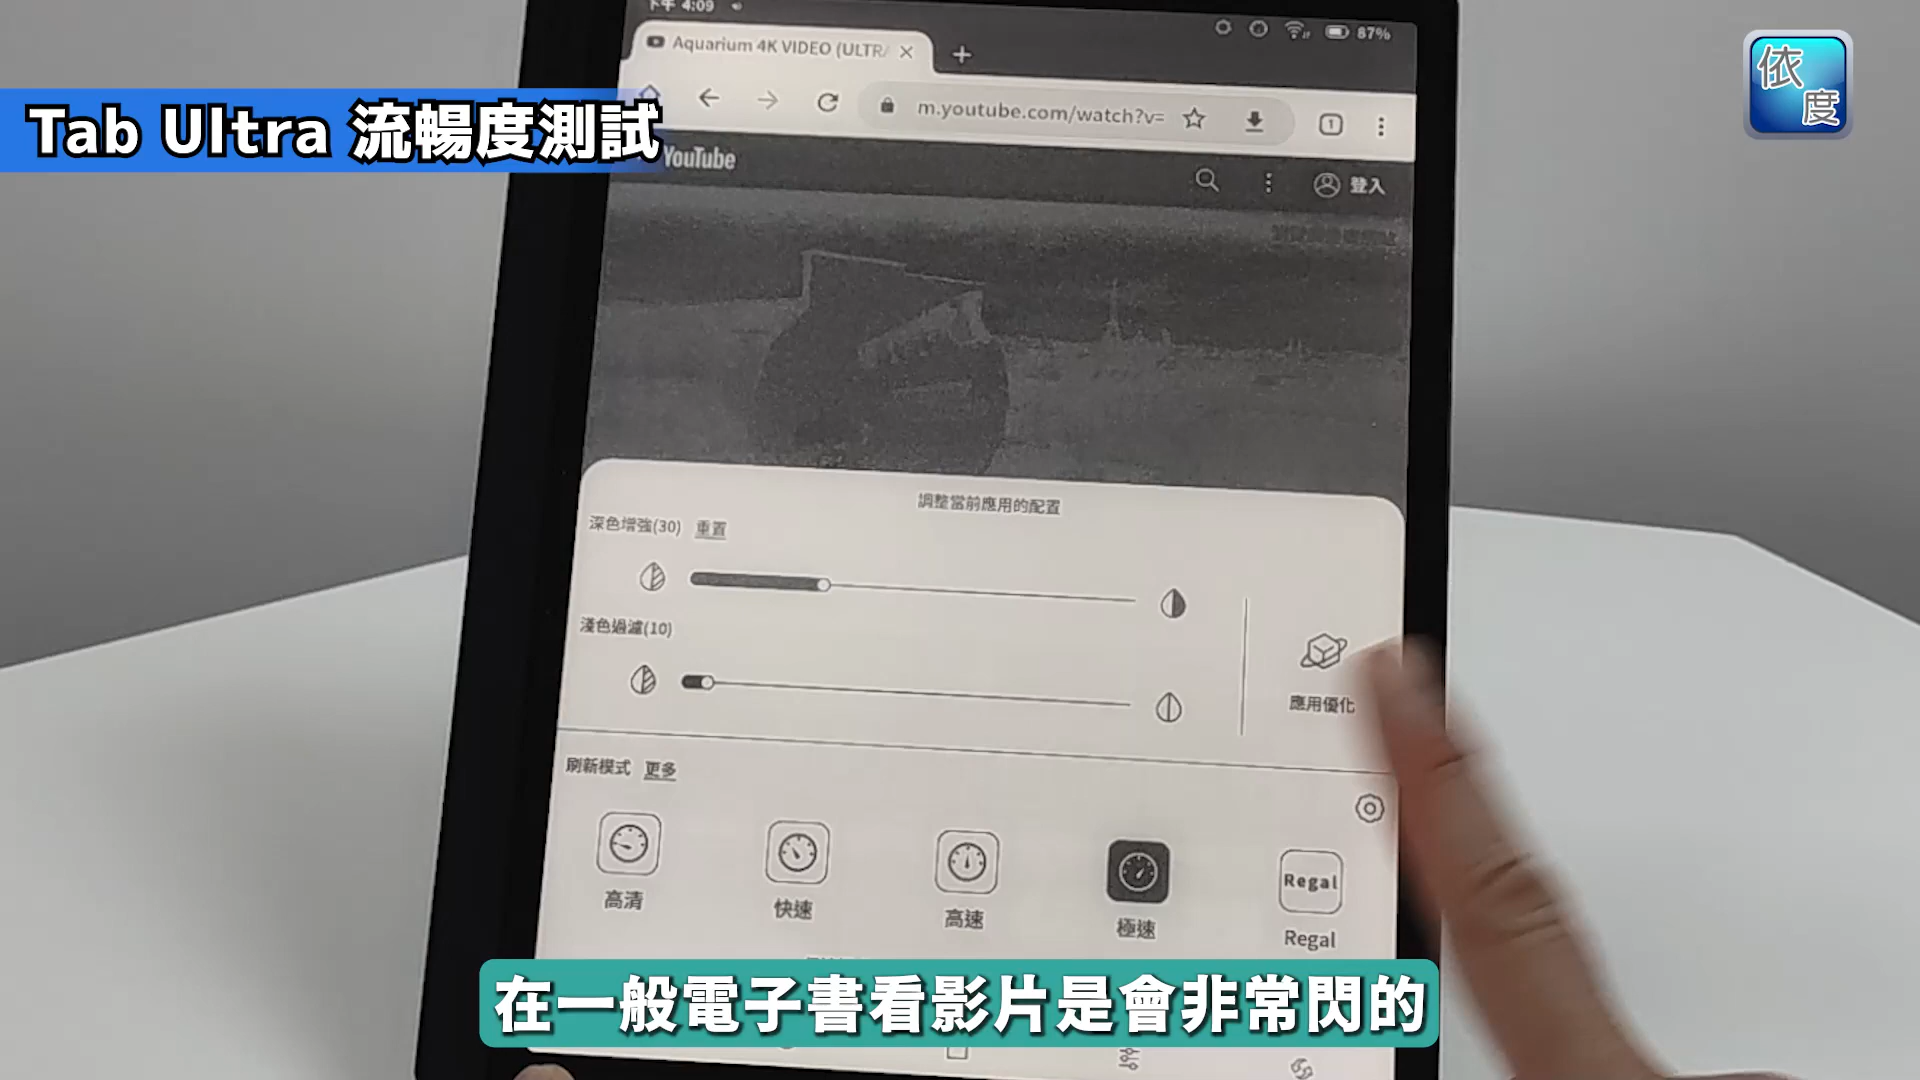 下午 4:09
87%
Aquarium 4K VIDEO (ULTRA
m.youtube.com/watch?v=
1
依度
Tab Ultra 流暢度測試
YouTube
登入
調整當前應用的配置
深色增強(30) 重置
淺色過濾(10)
應用優化
刷新模式 更多
Regal
高清
快速
高速
極速
Regal
在一般電子書看影片是會非常閃的